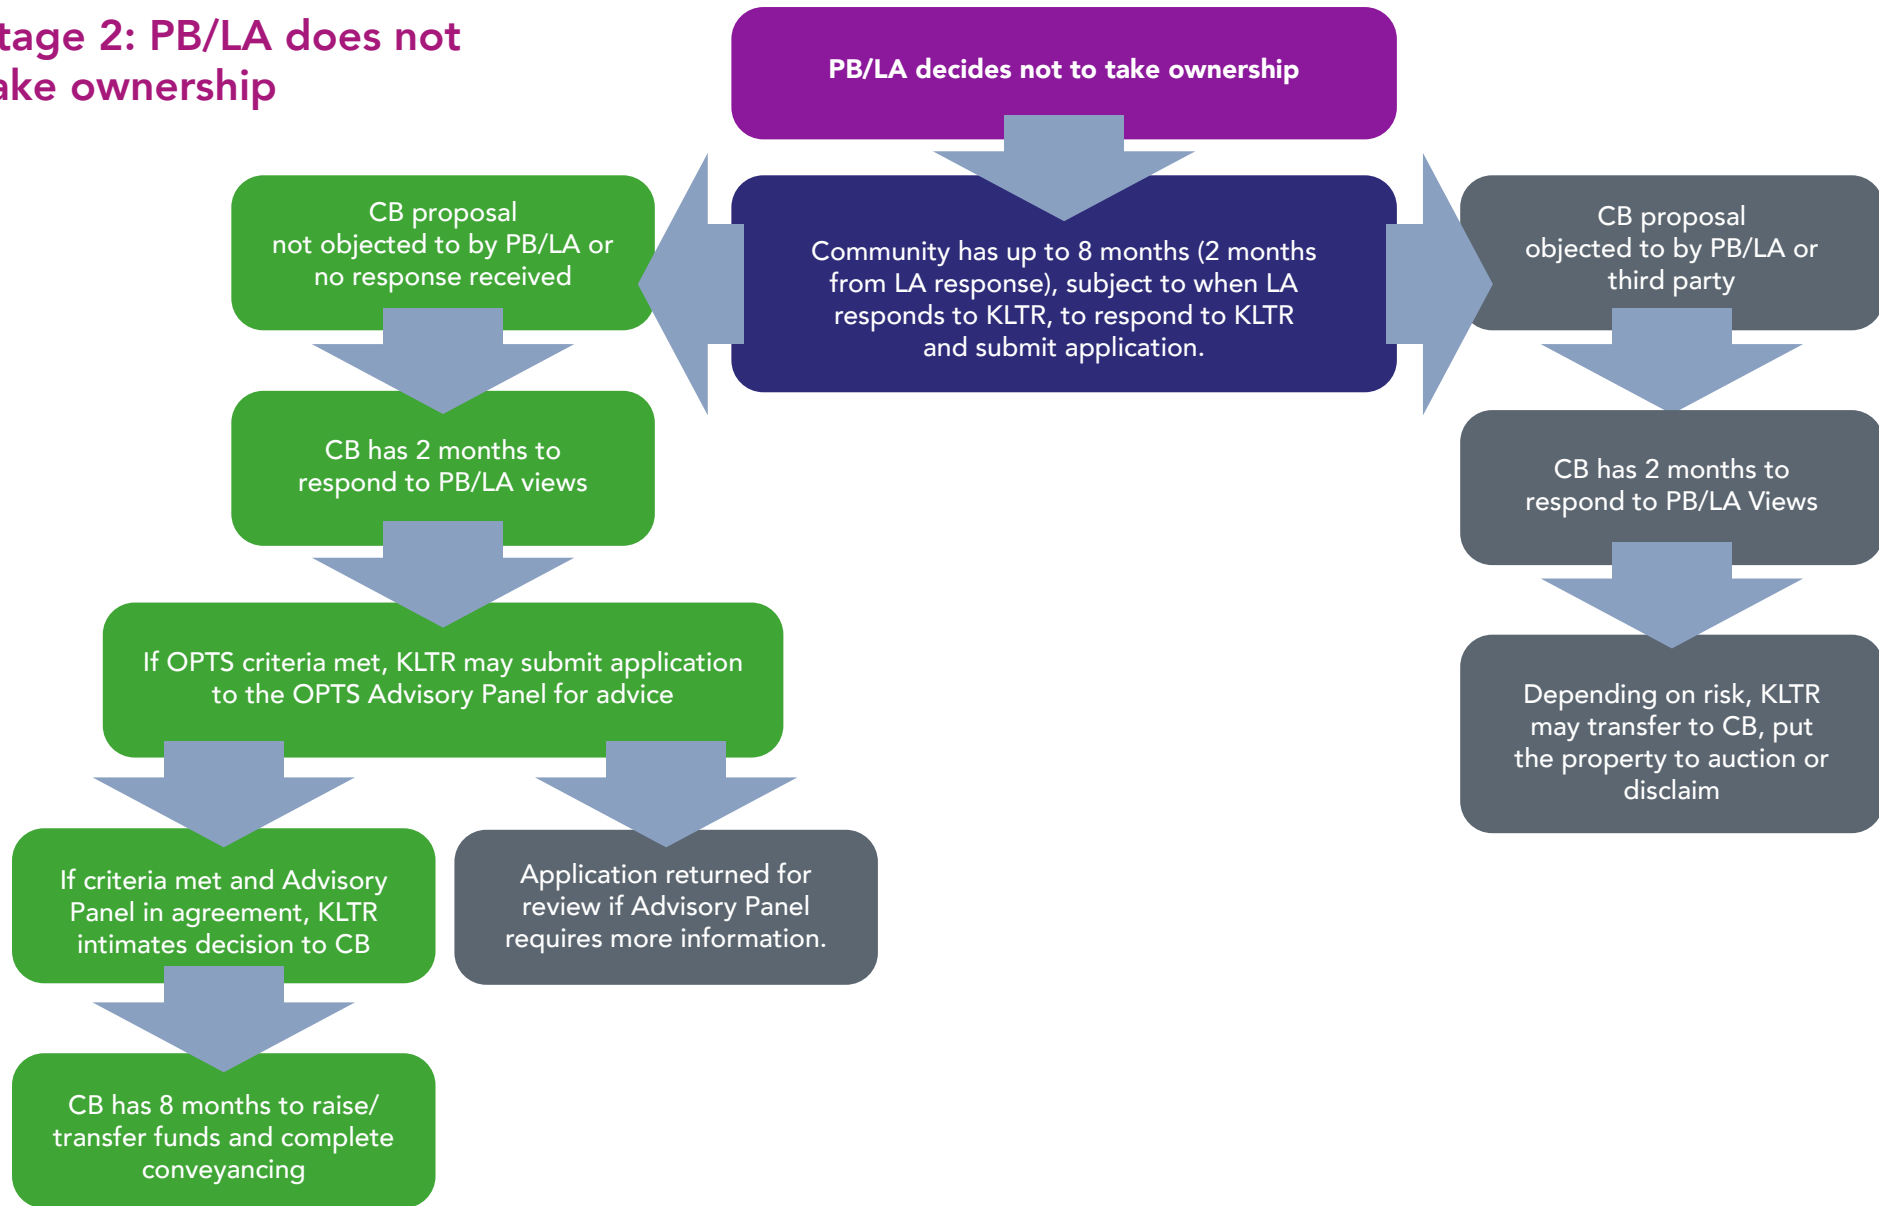 tage 2: PB/LA does not
ake ownership
PB/LA decides not to take ownership
CB proposal
not objected to by PB/LA or
no response received
Community has up to 8 months (2 months
from LA response), subject to when LA
responds to KLTR, to respond to KLTR
and submit application.
CB proposal
objected to by PB/LA or
third party
CB has 2 months to
respond to PB/LA views
CB has 2 months to
respond to PB/LA Views
If OPTS criteria met, KLTR may submit application
to the OPTS Advisory Panel for advice
Depending on risk, KLTR
may transfer to CB, put
the property to auction or
disclaim
If criteria met and Advisory
Panel in agreement, KLTR
intimates decision to CB
Application returned for
review if Advisory Panel
requires more information.
CB has 8 months to raise/
transfer funds and complete
conveyancing